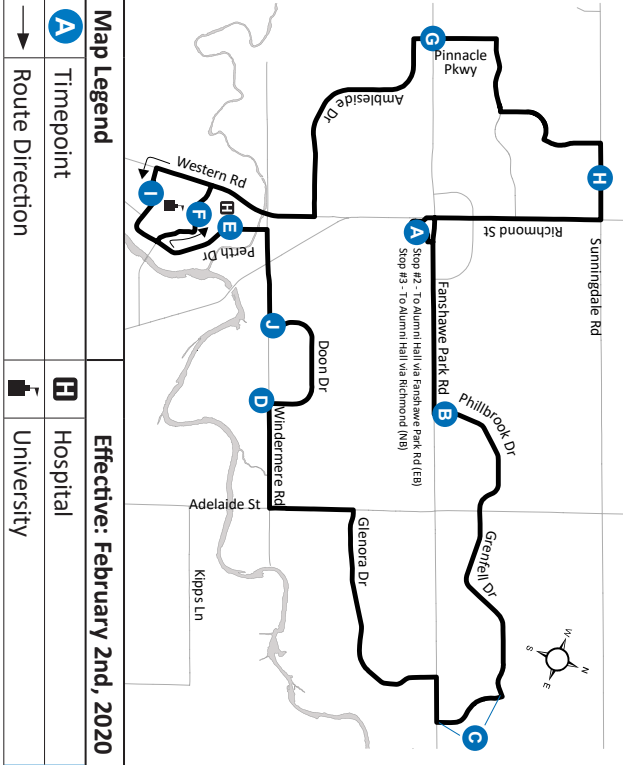 Sunningdale Rd
H
Richmond St
Pinnacle
Pkwy
G
Ambleside Dr
A
Stop #2 - To Alumni Hall via Fanshawe Park Rd (EB)
Stop #3 - To Alumni Hall via Richmond (NB)
Fanshawe Park Rd
B
Phillbrook Dr
Grenfell Dr
C
W
N
S
E
Western Rd
I
F
H
E
Perth Dr
J
Doon Dr
D
Windermere Rd
Adelaide St
Glenora Dr
Kipps Ln
Map Legend
Effective: February 2nd, 2020
A
Timepoint
H
Hospital
Route Direction
University